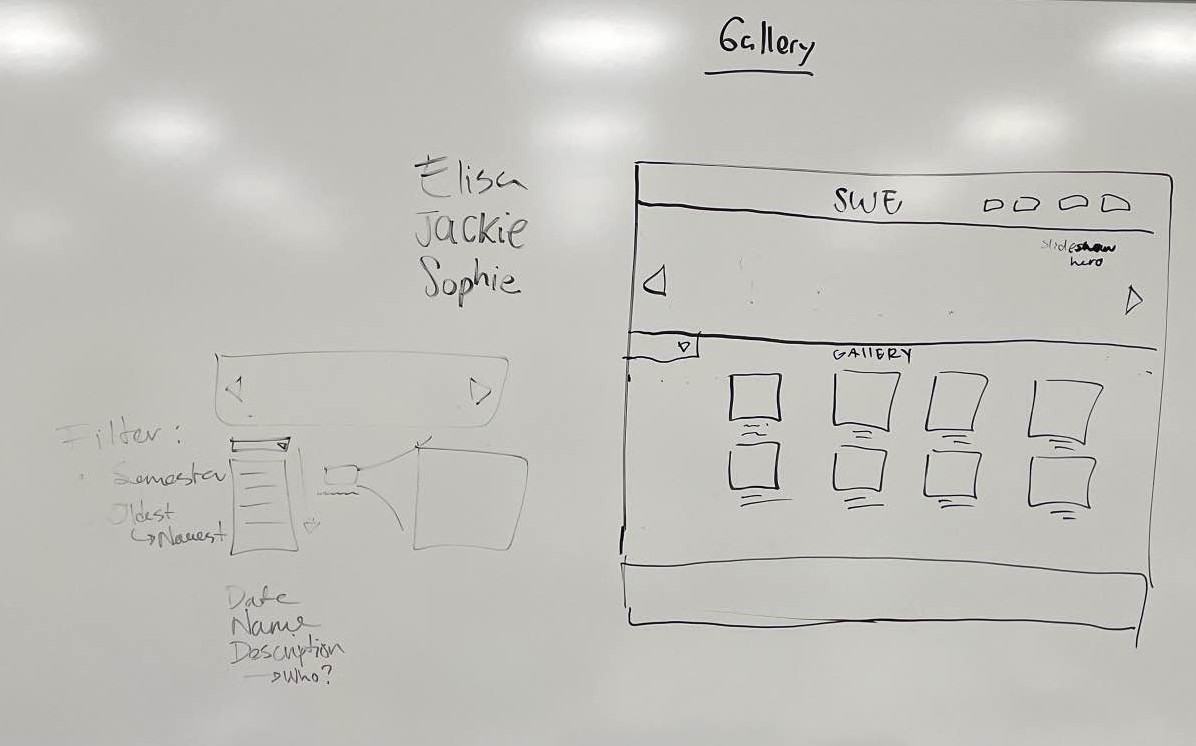 Gallery
Elisa
Jackie
Sophie
SWE
slideshow
hero
GALLERY
Filter:
Semester
Oldest
Newest
Date
Name
Description
Who?